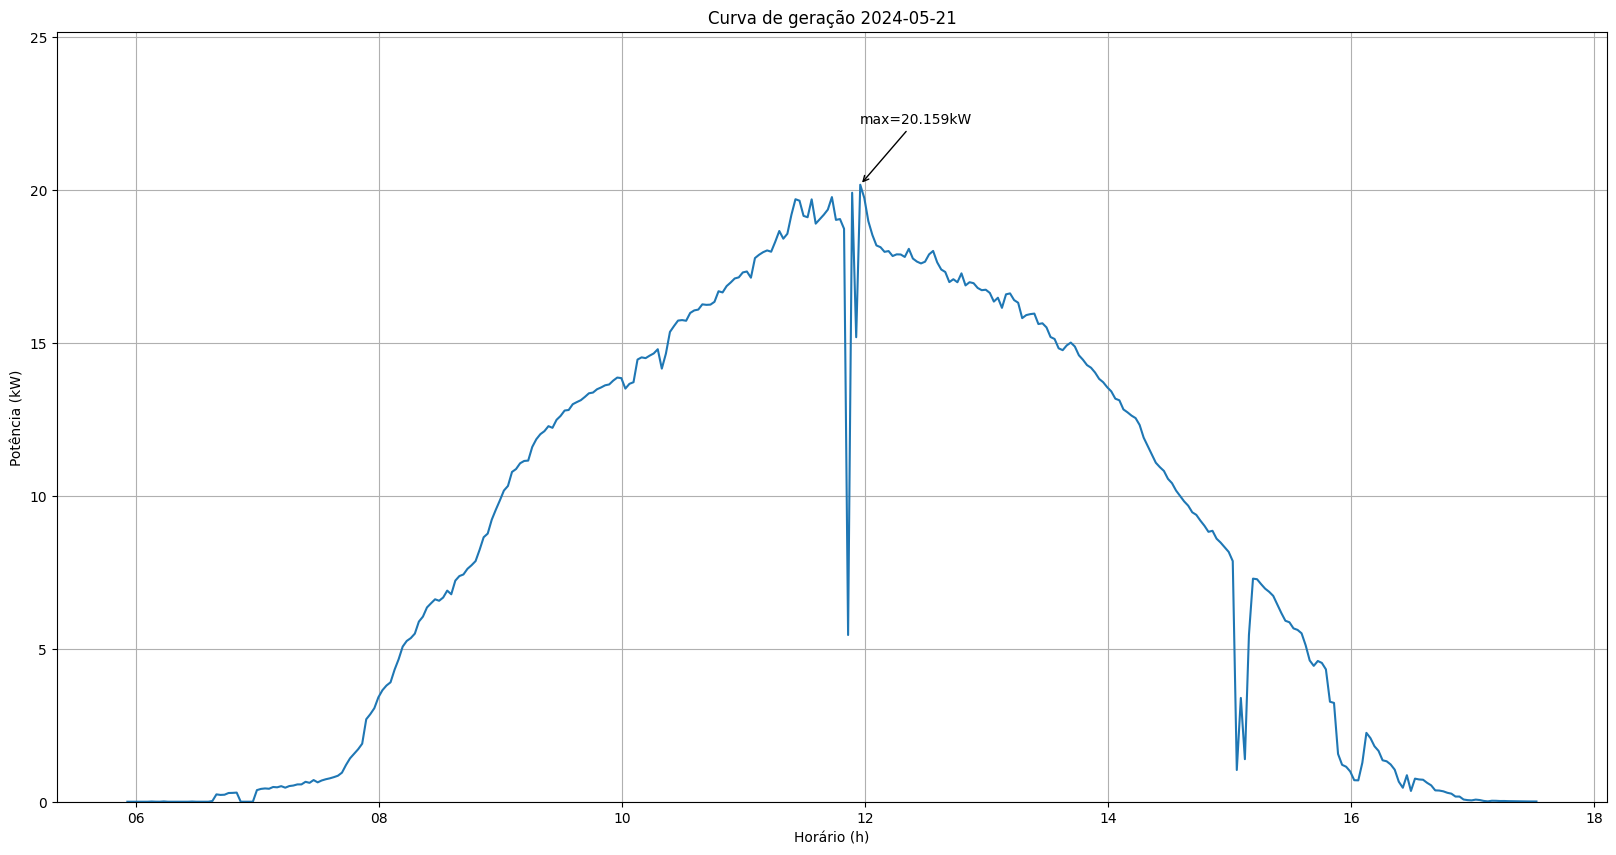 Curva de geração 2024-05-21
25
20
15
10
5
0
Potência (kW)
max=20.159kW
06 08 10 12 14 16 18
Horário (h)